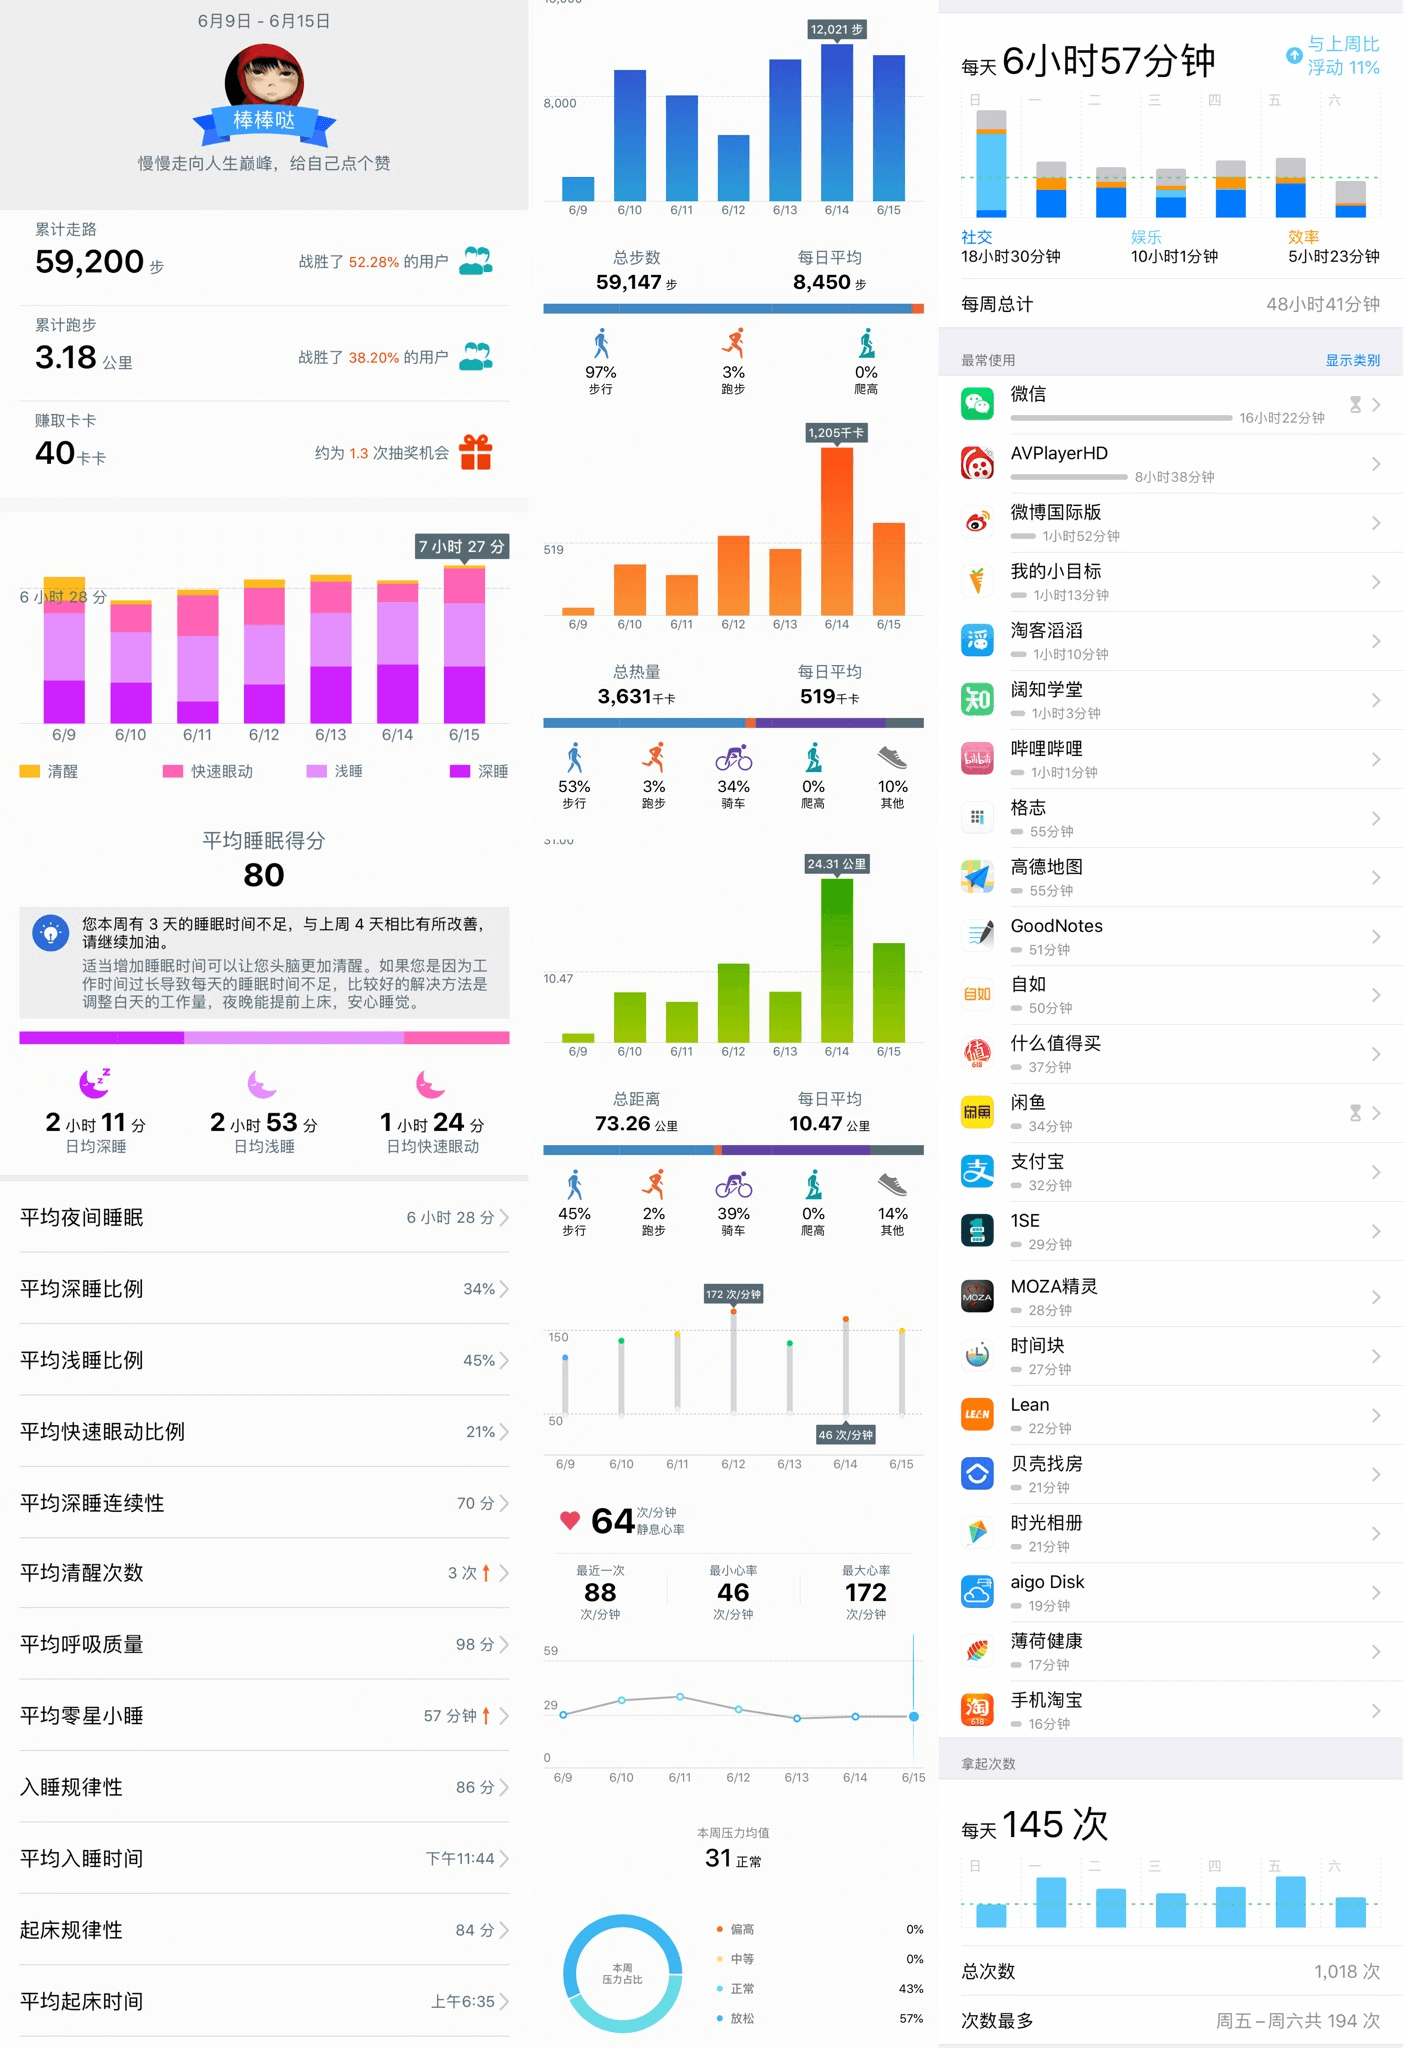 6月9日 - 6月15日
棒棒哒
慢慢走向人生巅峰，给自己点个赞
累计走路
59,200 步
战胜了 52.28% 的用户
累计跑步
3.18 公里
战胜了 38.20% 的用户
赚取卡卡
40卡卡
约为 1.3 次抽奖机会
7 小时 27 分
6 小时 28 分
6/9 6/10 6/11 6/12 6/13 6/14 6/15
清醒 快速眼动 浅睡 深睡
平均睡眠得分
80
您本周有 3 天的睡眠时间不足，与上周 4 天相比有所改善，
请继续加油。
适当增加睡眠时间可以让您头脑更加清醒。如果您是因为工
作时间过长导致每天的睡眠时间不足，比较好的解决方法是
调整白天的工作量，夜晚能提前上床，安心睡觉。
2 小时 11 分 2 小时 53 分 1 小时 24 分
日均深睡 日均浅睡 日均快速眼动
平均夜间睡眠 6 小时 28 分
平均深睡比例 34%
平均浅睡比例 45%
平均快速眼动比例 21%
平均深睡连续性 70 分
平均清醒次数 3 次
平均呼吸质量 98 分
平均零星小睡 57 分钟
入睡规律性 86 分
平均入睡时间 下午11:44
起床规律性 84 分
平均起床时间 上午6:35
12,021 步
8,000
6/9 6/10 6/11 6/12 6/13 6/14 6/15
总步数 每日平均
59,147 步 8,450 步
97% 3% 0%
步行 跑步 爬高
1,205千卡
519
6/9 6/10 6/11 6/12 6/13 6/14 6/15
总热量 每日平均
3,631千卡 519千卡
53% 3% 34% 0% 10%
步行 跑步 骑车 爬高 其他
31.00
24.31 公里
10.47
6/9 6/10 6/11 6/12 6/13 6/14 6/15
总距离 每日平均
73.26 公里 10.47 公里
45% 2% 39% 0% 14%
步行 跑步 骑车 爬高 其他
172 次/分钟
150
50
46 次/分钟
6/9 6/10 6/11 6/12 6/13 6/14 6/15
64 次/分钟
静息心率
最近一次 最小心率 最大心率
88 46 172
次/分钟 次/分钟 次/分钟
59
29
0
6/9 6/10 6/11 6/12 6/13 6/14 6/15
本周压力均值
31 正常
本周
压力占比
偏高 0%
中等 0%
正常 43%
放松 57%
每天 6小时57分钟
与上周比
浮动 11%
日 一 二 三 四 五 六
社交 娱乐 效率
18小时30分钟 10小时1分钟 5小时23分钟
每周总计 48小时41分钟
最常使用 显示类别
微信
16小时22分钟
AVPlayerHD
8小时38分钟
微博国际版
1小时52分钟
我的小目标
1小时13分钟
滔
淘客滔滔
1小时10分钟
知
阔知学堂
1小时3分钟
bilibili
哔哩哔哩
1小时1分钟
格志
55分钟
高德地图
55分钟
GoodNotes
51分钟
自如
自如
50分钟
值
618
什么值得买
37分钟
闲鱼
闲鱼
34分钟
支
支付宝
32分钟
1SE
29分钟
MOZA
MOZA精灵
28分钟
时间块
27分钟
LEAN
Lean
22分钟
贝壳找房
21分钟
时光相册
21分钟
aigo Disk
19分钟
薄荷健康
17分钟
淘
618
手机淘宝
16分钟
拿起次数
每天 145 次
日 一 二 三 四 五 六
总次数 1,018 次
次数最多 周五 – 周六共 194 次